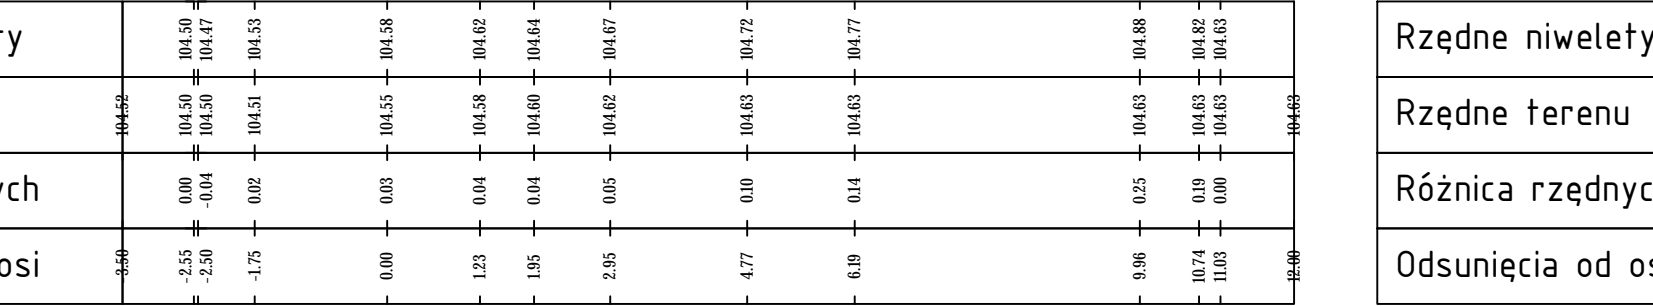 ty 104.50 104.47 104.53 104.58 104.62 104.64 104.67 104.72 104.77 104.88 104.82 104.63 Rzędne niwelety
104.52 104.50 104.50 104.51 104.55 104.58 104.60 104.62 104.63 104.63 104.63 104.63 104.63 104.63 Rzędne terenu
ych 0.00 -0.04 0.02 0.03 0.04 0.04 0.05 0.10 0.14 0.25 0.19 0.00 Różnica rzędnyc
osi -3.50 -2.55 -2.50 -1.75 0.00 1.23 1.95 2.95 4.77 6.19 9.96 10.74 11.03 12.00 Odsunięcia od os